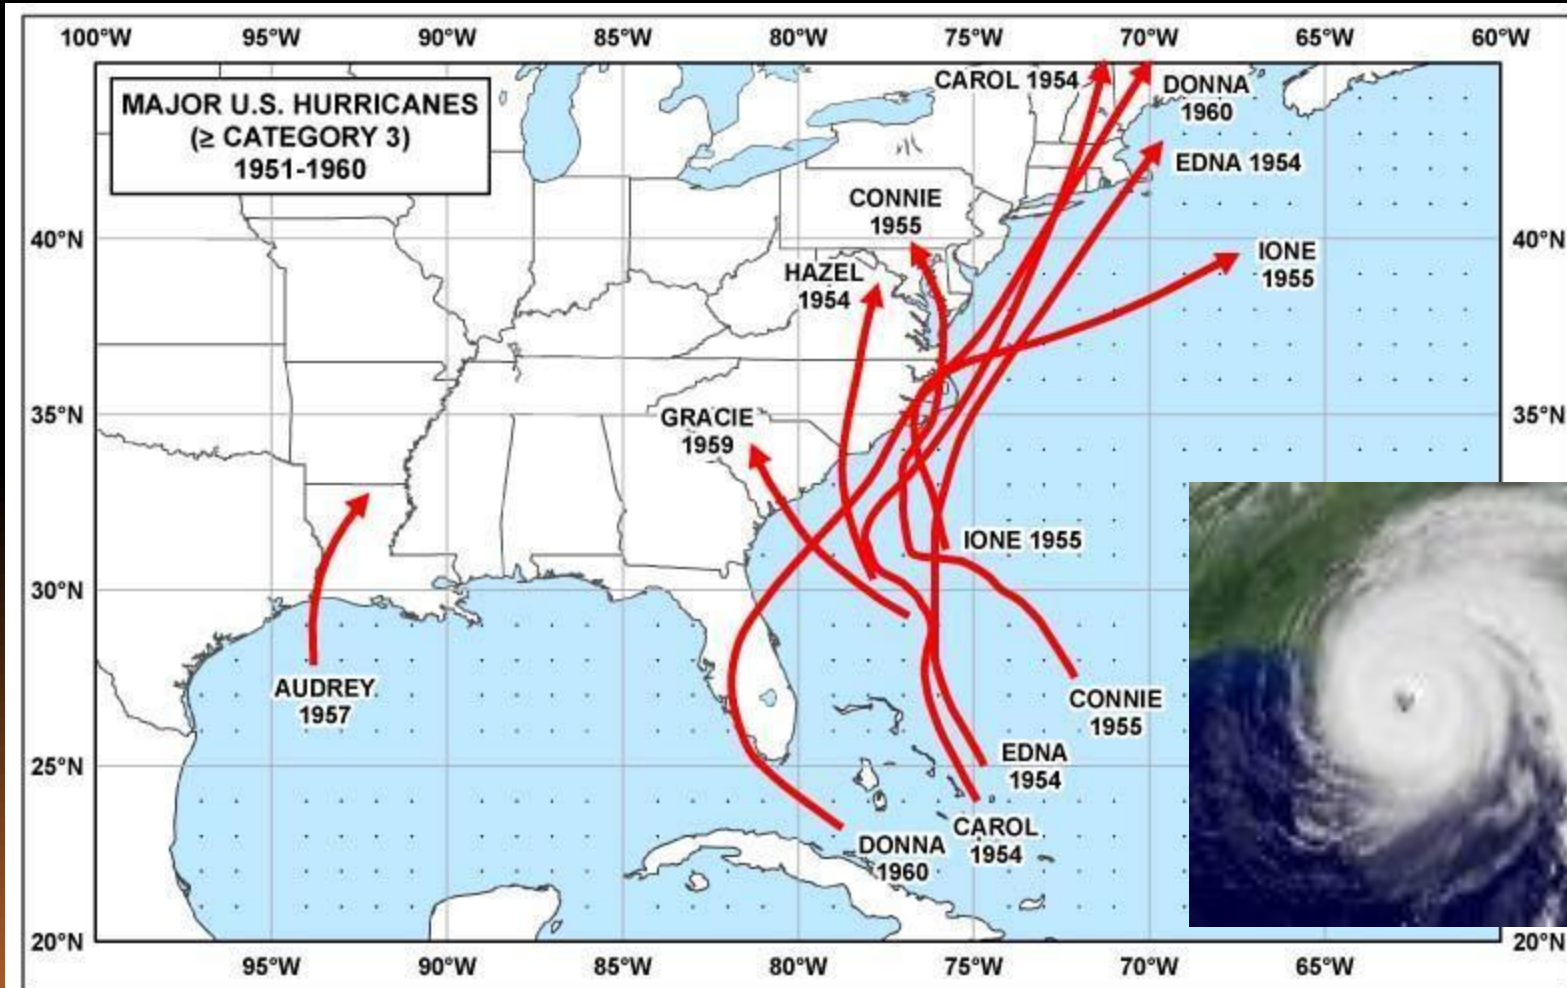 100°W 95°W 90°W 85°W 80°W 75°W 70°W 65°W 60°W
MAJOR U.S. HURRICANES
(≥ CATEGORY 3)
1951-1960
CAROL 1954
DONNA
1960
EDNA 1954
CONNIE
1955
40°N
40°N
IONE
1955
HAZEL
1954
35°N
35°N
GRACIE
1959
IONE 1955
30°N
AUDREY
1957
CONNIE
1955
EDNA
1954
25°N
CAROL
1954
DONNA
1960
20°N
20°N
95°W 90°W 85°W 80°W 75°W 70°W 65°W